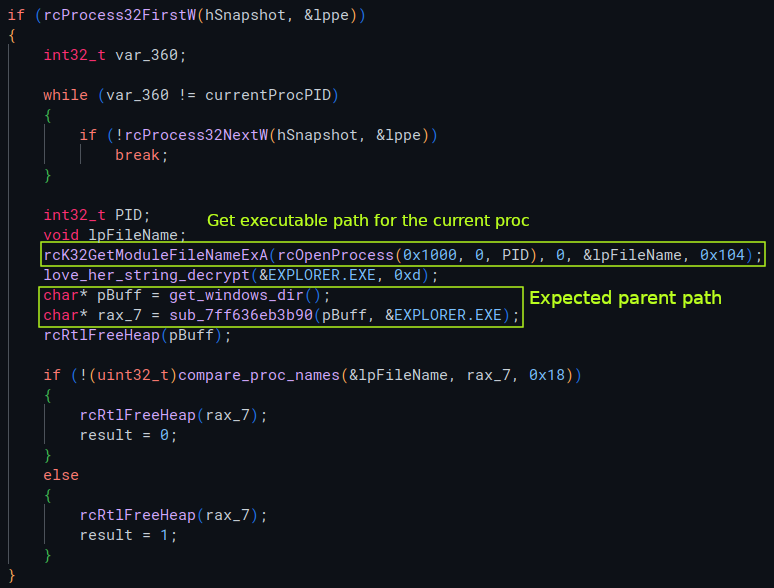 if (rcProcess32FirstW(hSnapshot, &lppe))
{
int32_t var_360;
while (var_360 != currentProcPID)
{
if (!rcProcess32NextW(hSnapshot, &lppe))
break;
}
int32_t PID;
Get executable path for the current proc
void lpFileName;
rcK32GetModuleFileNameExA(rcOpenProcess(0x1000, 0, PID), 0, &lpFileName, 0x104);
love_her_string_decrypt(&EXPLORER.EXE, 0xd);
char* pBuff = get_windows_dir();
Expected parent path
char* rax_7 = sub_7ff636eb3b90(pBuff, &EXPLORER.EXE);
rcRtlFreeHeap(pBuff);
if (!(uint32_t)compare_proc_names(&lpFileName, rax_7, 0x18))
{
rcRtlFreeHeap(rax_7);
result = 0;
}
else
{
rcRtlFreeHeap(rax_7);
result = 1;
}
}